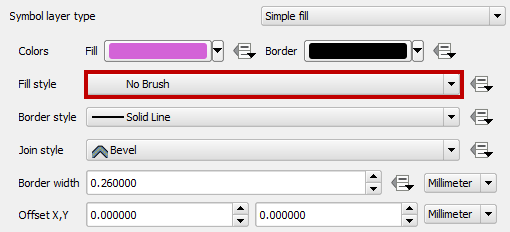 Symbol layer type Simple fill
Colors Fill Border
Fill style No Brush
Border style Solid Line
Join style Bevel
Border width 0.260000 Millimeter
Offset X,Y 0.000000 0.000000 Millimeter